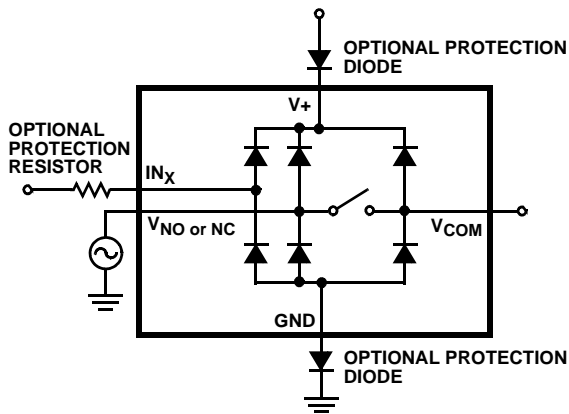 OPTIONAL PROTECTION
DIODE
V+
OPTIONAL
PROTECTION
RESISTOR
INX
VNO or NC
VCOM
GND
OPTIONAL PROTECTION
DIODE